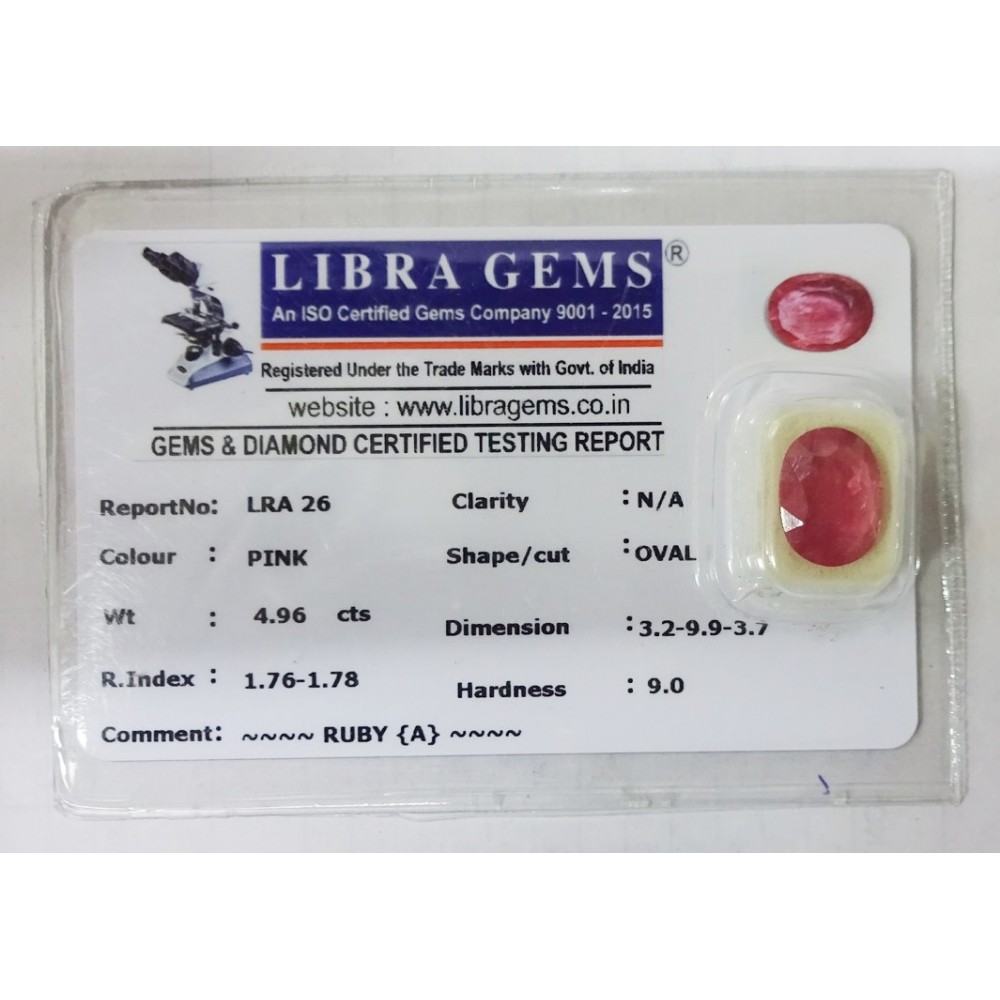 LIBRA GEMS ®
An ISO Certified Gems Company 9001 - 2015
Registered Under the Trade Marks with Govt. of India
website : www.libragems.co.in
GEMS & DIAMOND CERTIFIED TESTING REPORT
ReportNo: LRA 26 Clarity : N/A
Colour : PINK Shape/cut : OVAL
Wt : 4.96 cts Dimension : 3.2-9.9-3.7
R.Index : 1.76-1.78 Hardness : 9.0
Comment: ~~~~ RUBY {A} ~~~~